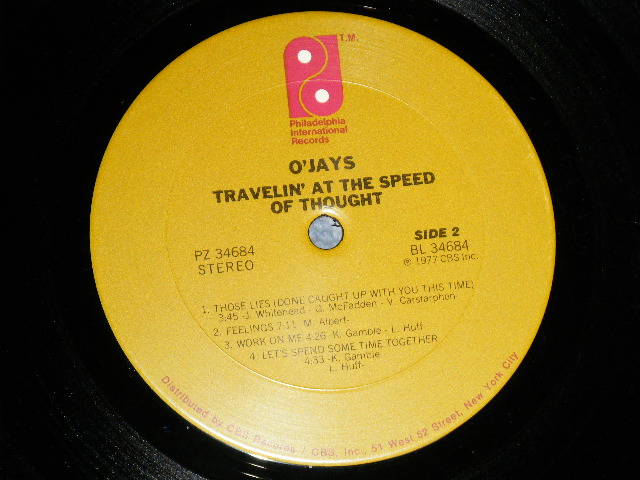 T.M.
Philadelphia
International
Records
O'JAYS
TRAVELIN' AT THE SPEED
OF THOUGHT
PZ 34684
STEREO
SIDE 2
BL 34684
℗ 1977 CBS Inc.
1. THOSE LIES (DONE CAUGHT UP WITH YOU THIS TIME)
3:45 -J. Whitehead - G. McFadden - V. Carstarphen-
2. FEELINGS 7:11 M. Albert-
3. WORK ON ME 4:26 -K. Gamble - L. Huff-
4. LET'S SPEND SOME TIME TOGETHER
4:33 -K. Gamble
L. Huff-
Distributed by CBS Records / CBS, Inc., 51 West 52 Street, New York City